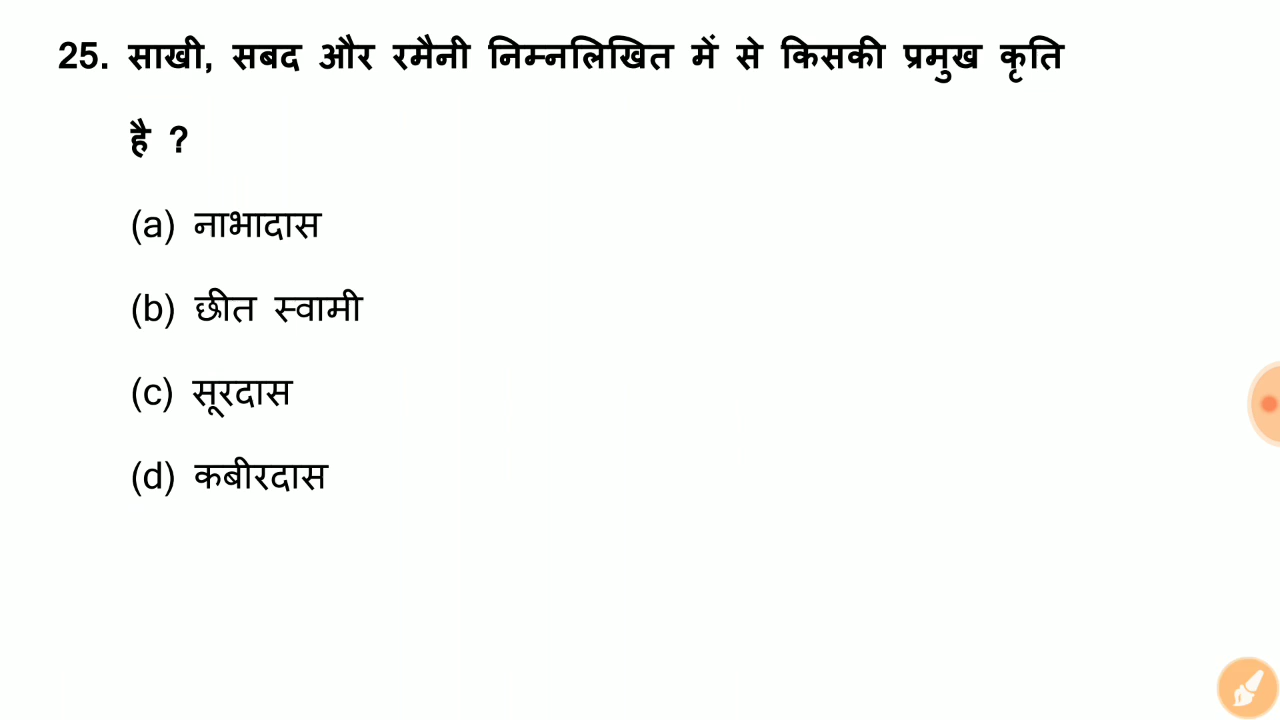 25. साखी, सबद और रमैनी निम्नलिखित में से किसकी प्रमुख कृति
है ?
(a) नाभादास
(b) छीत स्वामी
(c) सूरदास
(d) कबीरदास